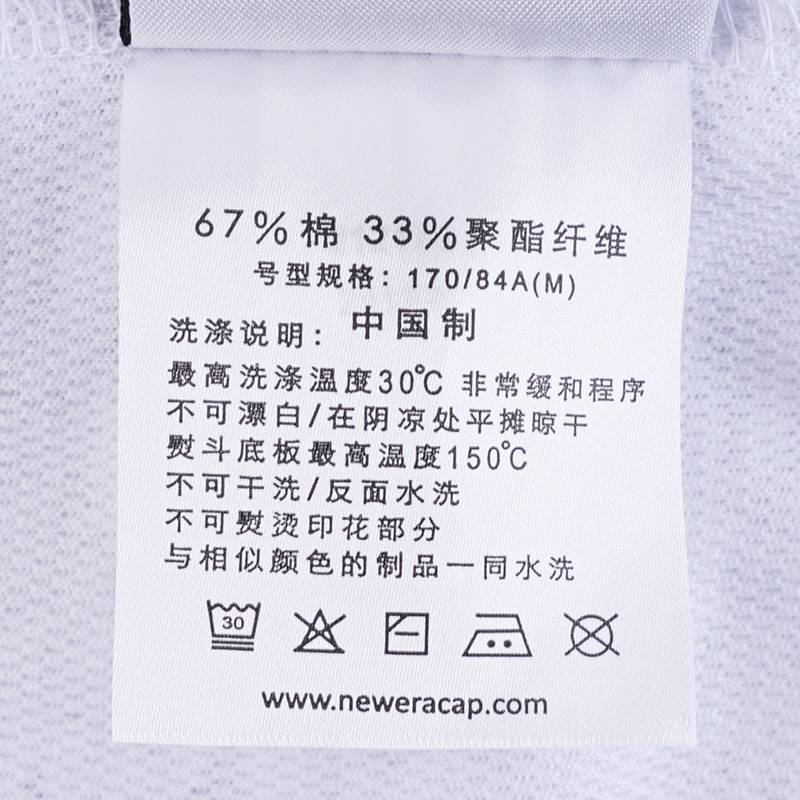 67%棉 33%聚酯纤维
号型规格: 170/84A(M)
中国制
洗涤说明:
最高洗涤温度30℃ 非常缓和程序
不可漂白/在阴凉处平摊晾干
熨斗底板最高温度150℃
不可干洗/反面水洗
不可熨烫印花部分
与相似颜色的制品一同水洗
30
www.neweracap.com